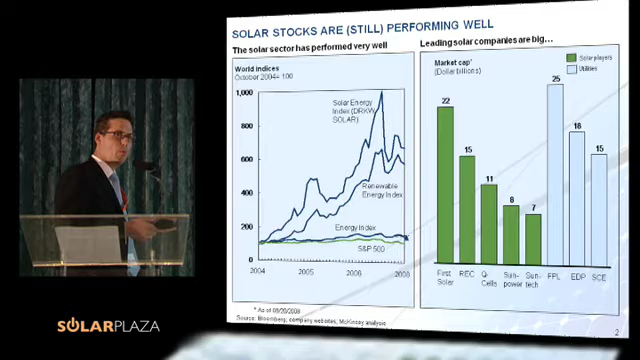 SOLAR STOCKS ARE (STILL) PERFORMING WELL
The solar sector has performed very well
World indices
October 2004= 100
1,000
800
600
400
200
0
2004 2005 2006 2008
Solar Energy
Index (DRKW
SOLAR)
Renewable
Energy Index
Energy Index
S&P 500
* As of 08/20/2008
Source: Bloomberg, company websites, McKinsey analysis
Leading solar companies are big…
Market cap*
(Dollar billions)
Solar players
Utilities
22
15
11
8
7
25
18
15
First
Solar
REC
Q-
Cells
Sun-
power
Sun-
tech
FPL
EDP
SCE
2
SOLARPLAZA